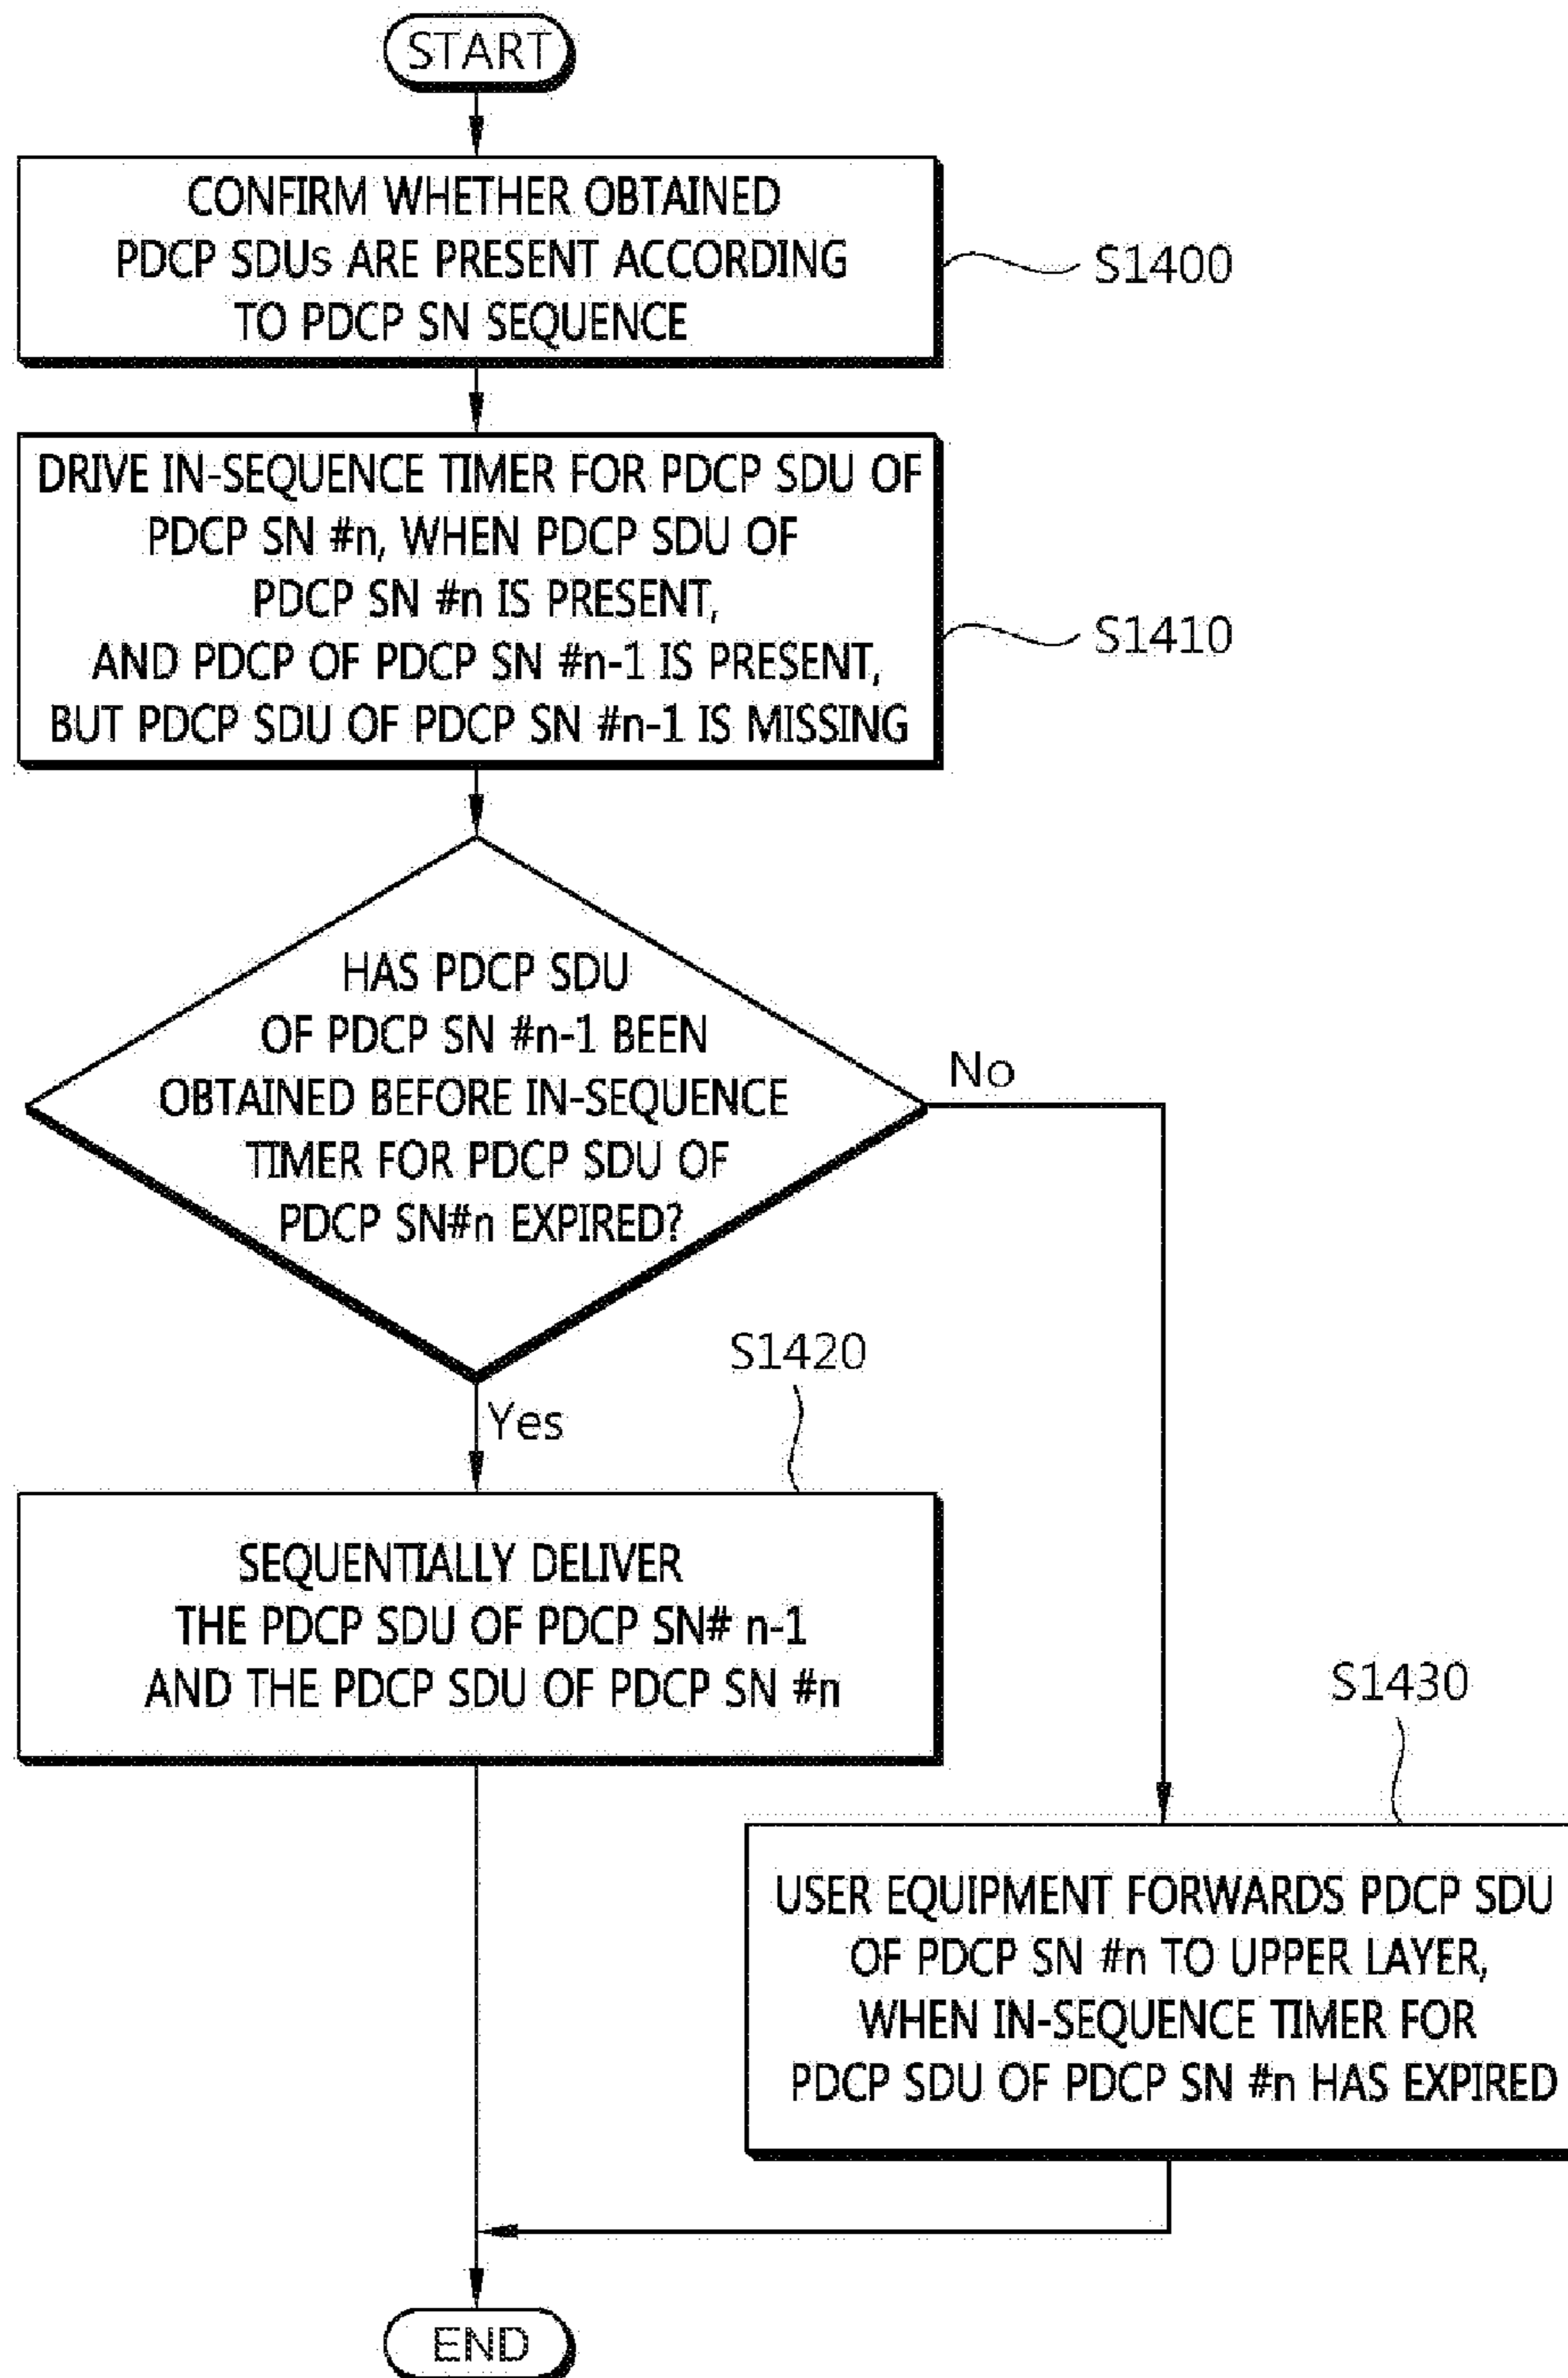 START
CONFIRM WHETHER OBTAINED
PDCP SDUs ARE PRESENT ACCORDING
TO PDCP SN SEQUENCE
S1400
DRIVE IN-SEQUENCE TIMER FOR PDCP SDU OF
PDCP SN #n, WHEN PDCP SDU OF
PDCP SN #n IS PRESENT,
AND PDCP OF PDCP SN #n-1 IS PRESENT,
BUT PDCP SDU OF PDCP SN #n-1 IS MISSING
S1410
HAS PDCP SDU
OF PDCP SN #n-1 BEEN
OBTAINED BEFORE IN-SEQUENCE
TIMER FOR PDCP SDU OF
PDCP SN#n EXPIRED?
No
Yes
S1420
SEQUENTIALLY DELIVER
THE PDCP SDU OF PDCP SN# n-1
AND THE PDCP SDU OF PDCP SN #n
S1430
USER EQUIPMENT FORWARDS PDCP SDU
OF PDCP SN #n TO UPPER LAYER,
WHEN IN-SEQUENCE TIMER FOR
PDCP SDU OF PDCP SN #n HAS EXPIRED
END